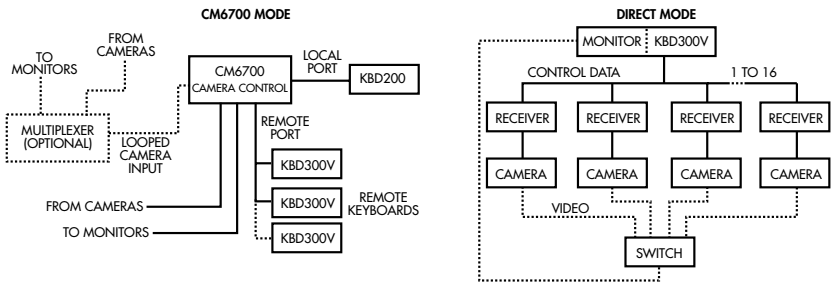 CM6700 MODE
FROM
CAMERAS
TO
MONITORS
CM6700
CAMERA CONTROL
LOCAL
PORT
KBD200
MULTIPLEXER
(OPTIONAL)
LOOPED
CAMERA
INPUT
REMOTE
PORT
KBD300V
KBD300V
REMOTE
KEYBOARDS
FROM CAMERAS
TO MONITORS
KBD300V
DIRECT MODE
MONITOR KBD300V
CONTROL DATA 1 TO 16
RECEIVER RECEIVER RECEIVER RECEIVER
CAMERA CAMERA CAMERA CAMERA
VIDEO
SWITCH